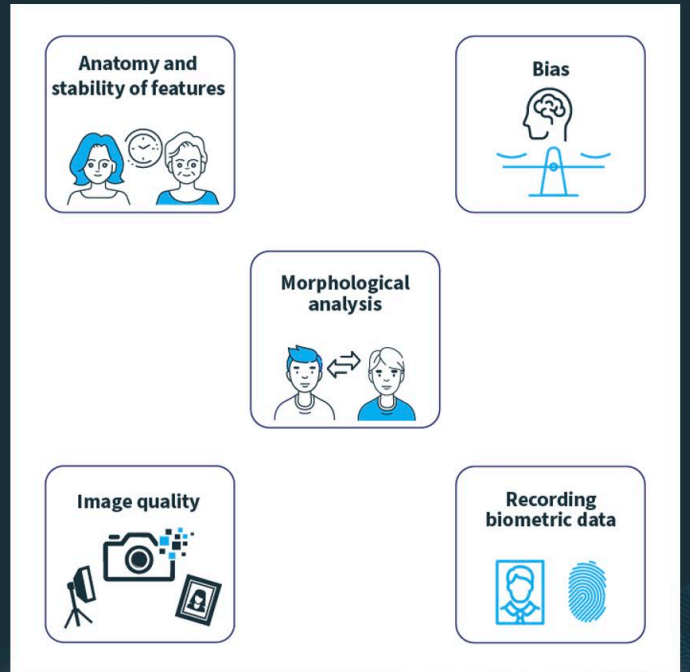 Anatomy and
stability of features
Bias
Morphological
analysis
Image quality
Recording
biometric data